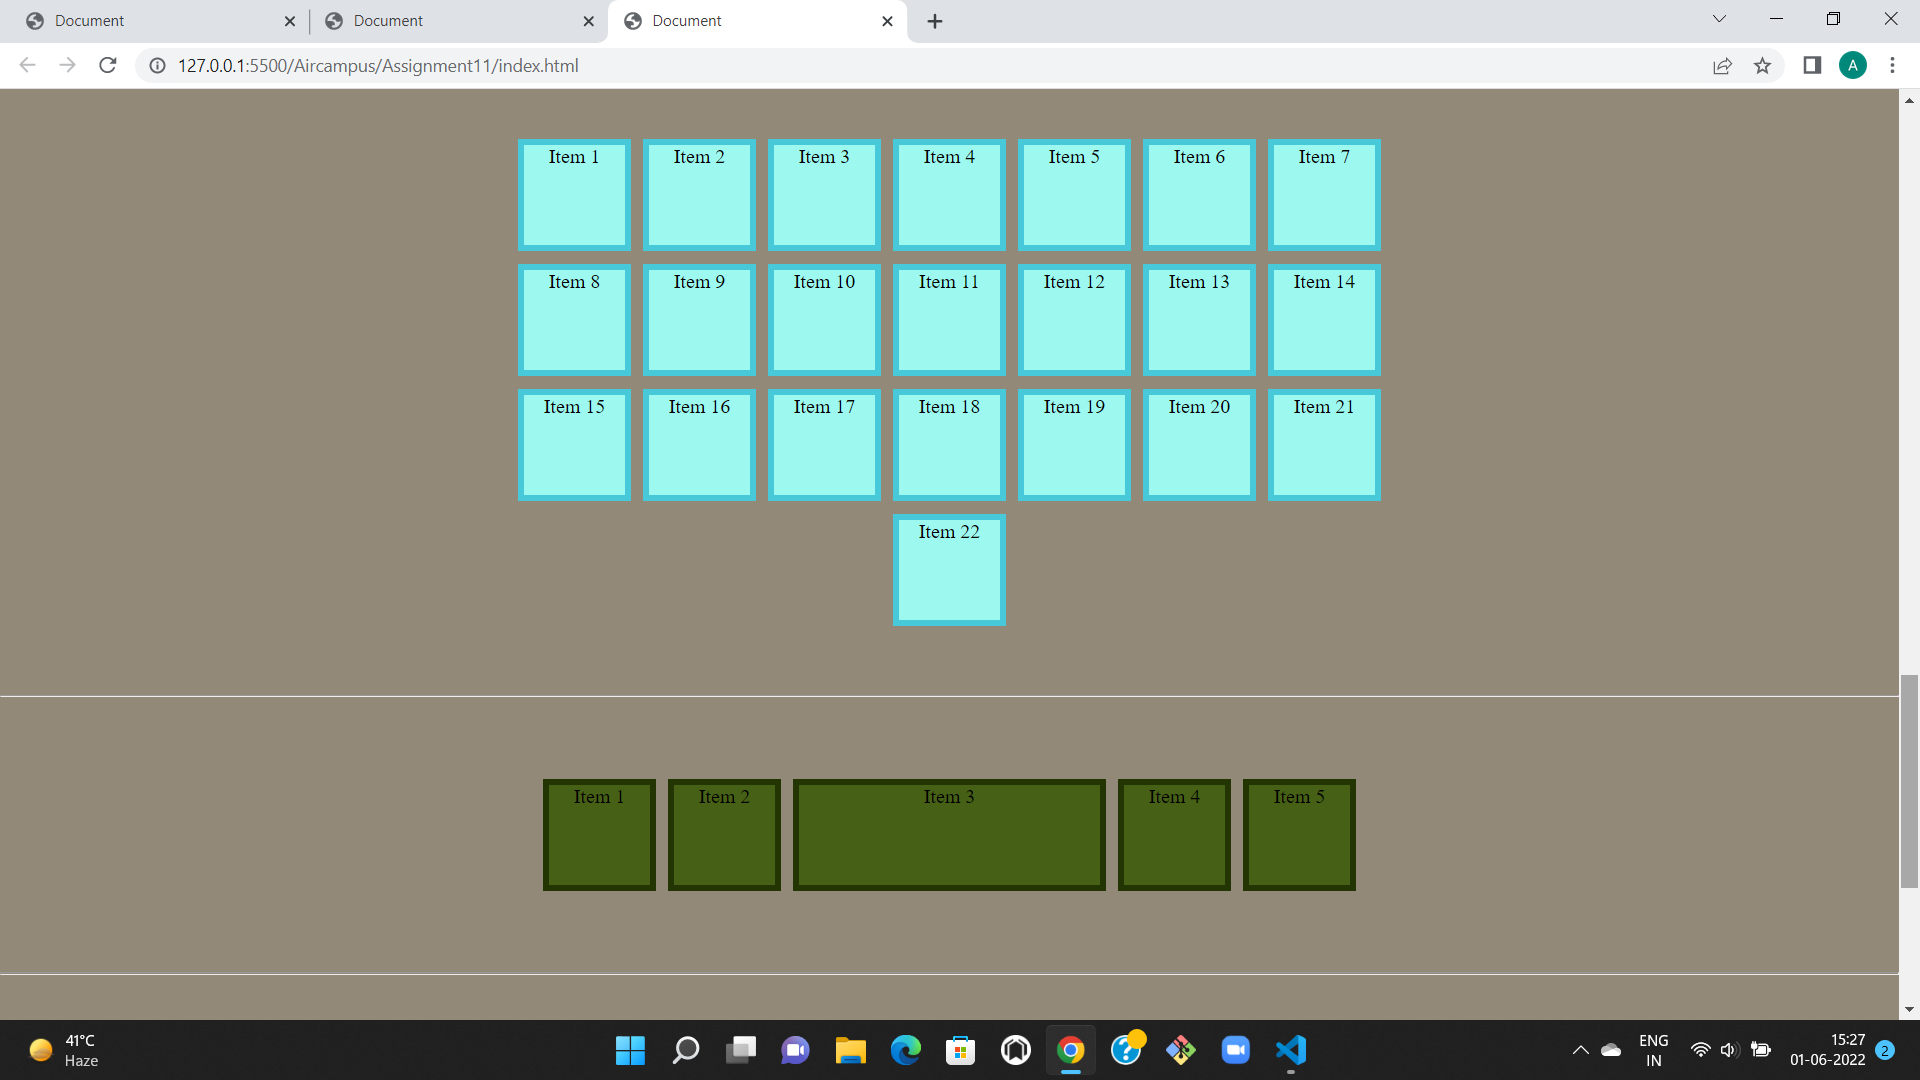 Document Document Document
127.0.0.1:5500/Aircampus/Assignment11/index.html A
Item 1 Item 2 Item 3 Item 4 Item 5 Item 6 Item 7
Item 8 Item 9 Item 10 Item 11 Item 12 Item 13 Item 14
Item 15 Item 16 Item 17 Item 18 Item 19 Item 20 Item 21
Item 22
Item 1 Item 2 Item 3 Item 4 Item 5
41°C ENG 15:27
Haze IN 01-06-2022 2